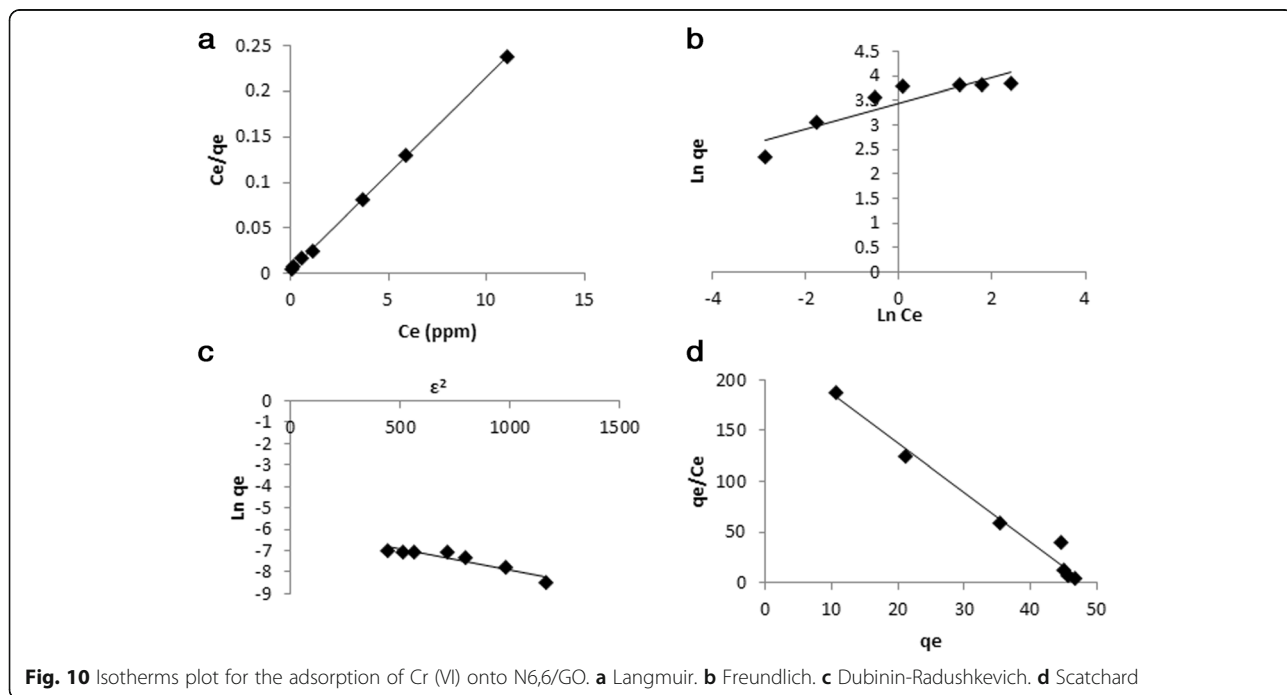 a
0.25
0.2
0.15
0.1
0.05
0
Ce/qe
0 5 10 15
Ce (ppm)
b
4.5
4
3.5
3
2.5
2
1.5
1
0.5
0
Ln qe
-4 -2 0 2 4
Ln Ce
c
ε²
0
-1
-2
-3
-4
-5
-6
-7
-8
-9
0 500 1000 1500
Ln qe
d
200
150
100
50
0
qe/Ce
0 10 20 30 40 50
qe
Fig. 10 Isotherms plot for the adsorption of Cr (VI) onto N6,6/GO. a Langmuir. b Freundlich. c Dubinin-Radushkevich. d Scatchard